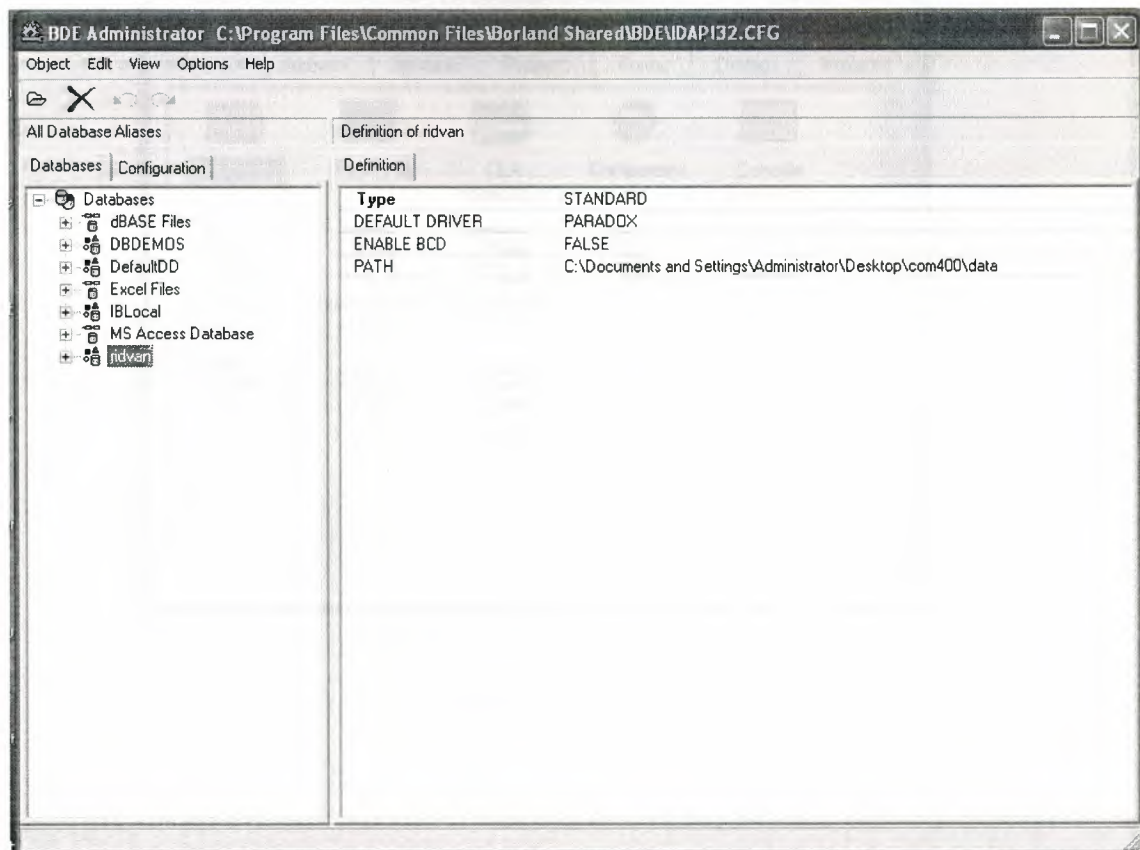 BDE Administrator C:\Program Files\Common Files\Borland Shared\BDE\IDAPI32.CFG
Object Edit View Options Help
All Database Aliases
Definition of ridvan
Databases Configuration
Definition
Databases
dBASE Files
DBDEMOS
DefaultDD
Excel Files
IBLocal
MS Access Database
ridvan
Type STANDARD
DEFAULT DRIVER PARADOX
ENABLE BCD FALSE
PATH C:\Documents and Settings\Administrator\Desktop\com400\data